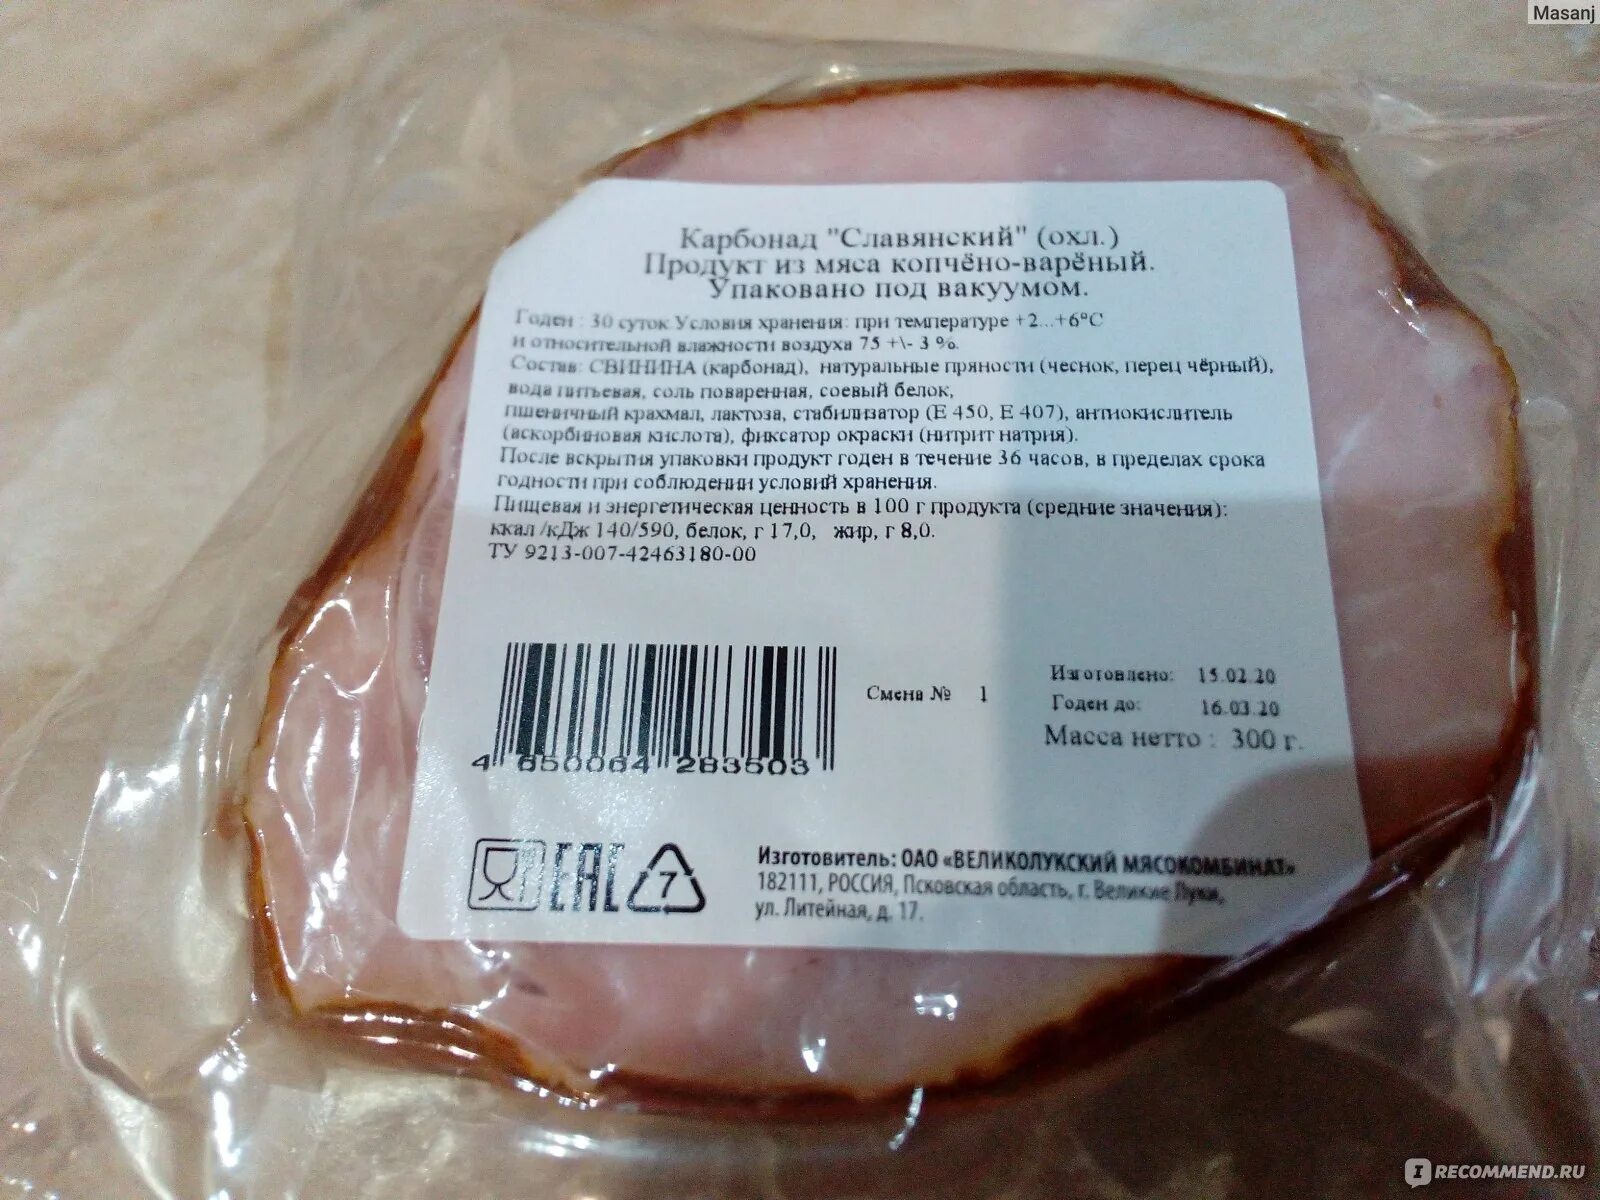 Masanj
Карбонад "Славянский" (охл.)
Продукт из мяса копчёно-варёный.
Упаковано под вакуумом.
Годен : 30 суток Условия хранения: при температуре +2...+6°С
и относительной влажности воздуха 75 +\- 3 %.
Состав: СВИНИНА (карбонад), натуральные пряности (чеснок, перец чёрный),
вода питьевая, соль поваренная, соевый белок,
пшеничный крахмал, лактоза, стабилизатор (Е 450, Е 407), антиокислитель
(аскорбиновая кислота), фиксатор окраски (нитрит натрия).
После вскрытия упаковки продукт годен в течение 36 часов, в пределах срока
годности при соблюдении условий хранения.
Пищевая и энергетическая ценность в 100 г продукта (средние значения):
ккал /кДж 140/590, белок, г 17,0, жир, г 8,0.
ТУ 9213-007-42463180-00
Изготовлено: 15.02.20
Смена № 1
Годен до: 16.03.20
Масса нетто : 300 г.
4 650064 283503
EAC
7
Изготовитель: ОАО «ВЕЛИКОЛУКСКИЙ МЯСОКОМБИНАТ»
182111, РОССИЯ, Псковская область, г. Великие Луки,
ул. Литейная, д. 17.
IRECOMMEND.RU